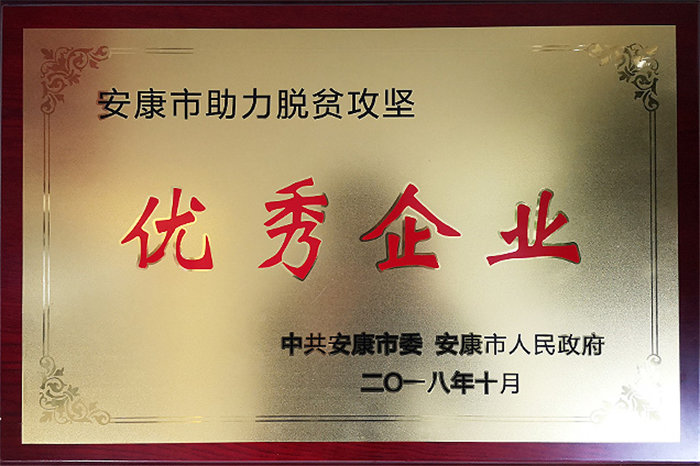 安康市助力脱贫攻坚
优秀企业
中共安康市委 安康市人民政府
二〇一八年十月